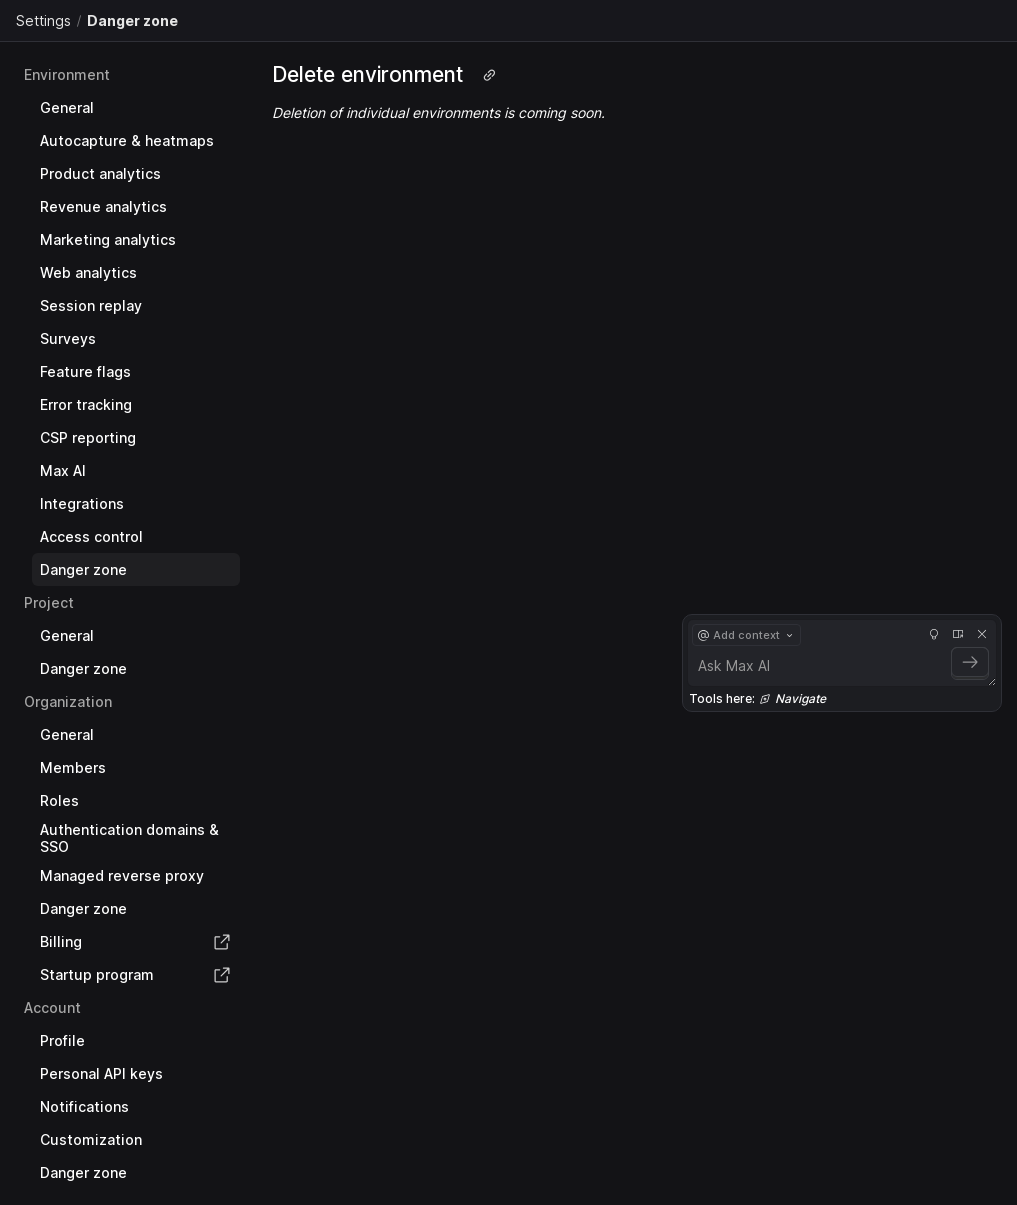 Settings / Danger zone
Environment
General
Autocapture & heatmaps
Product analytics
Revenue analytics
Marketing analytics
Web analytics
Session replay
Surveys
Feature flags
Error tracking
CSP reporting
Max AI
Integrations
Access control
Danger zone
Project
General
Danger zone
Organization
General
Members
Roles
Authentication domains &
SSO
Managed reverse proxy
Danger zone
Billing
Startup program
Account
Profile
Personal API keys
Notifications
Customization
Danger zone
Delete environment
Deletion of individual environments is coming soon.
@ Add context
Ask Max AI
Tools here: Navigate